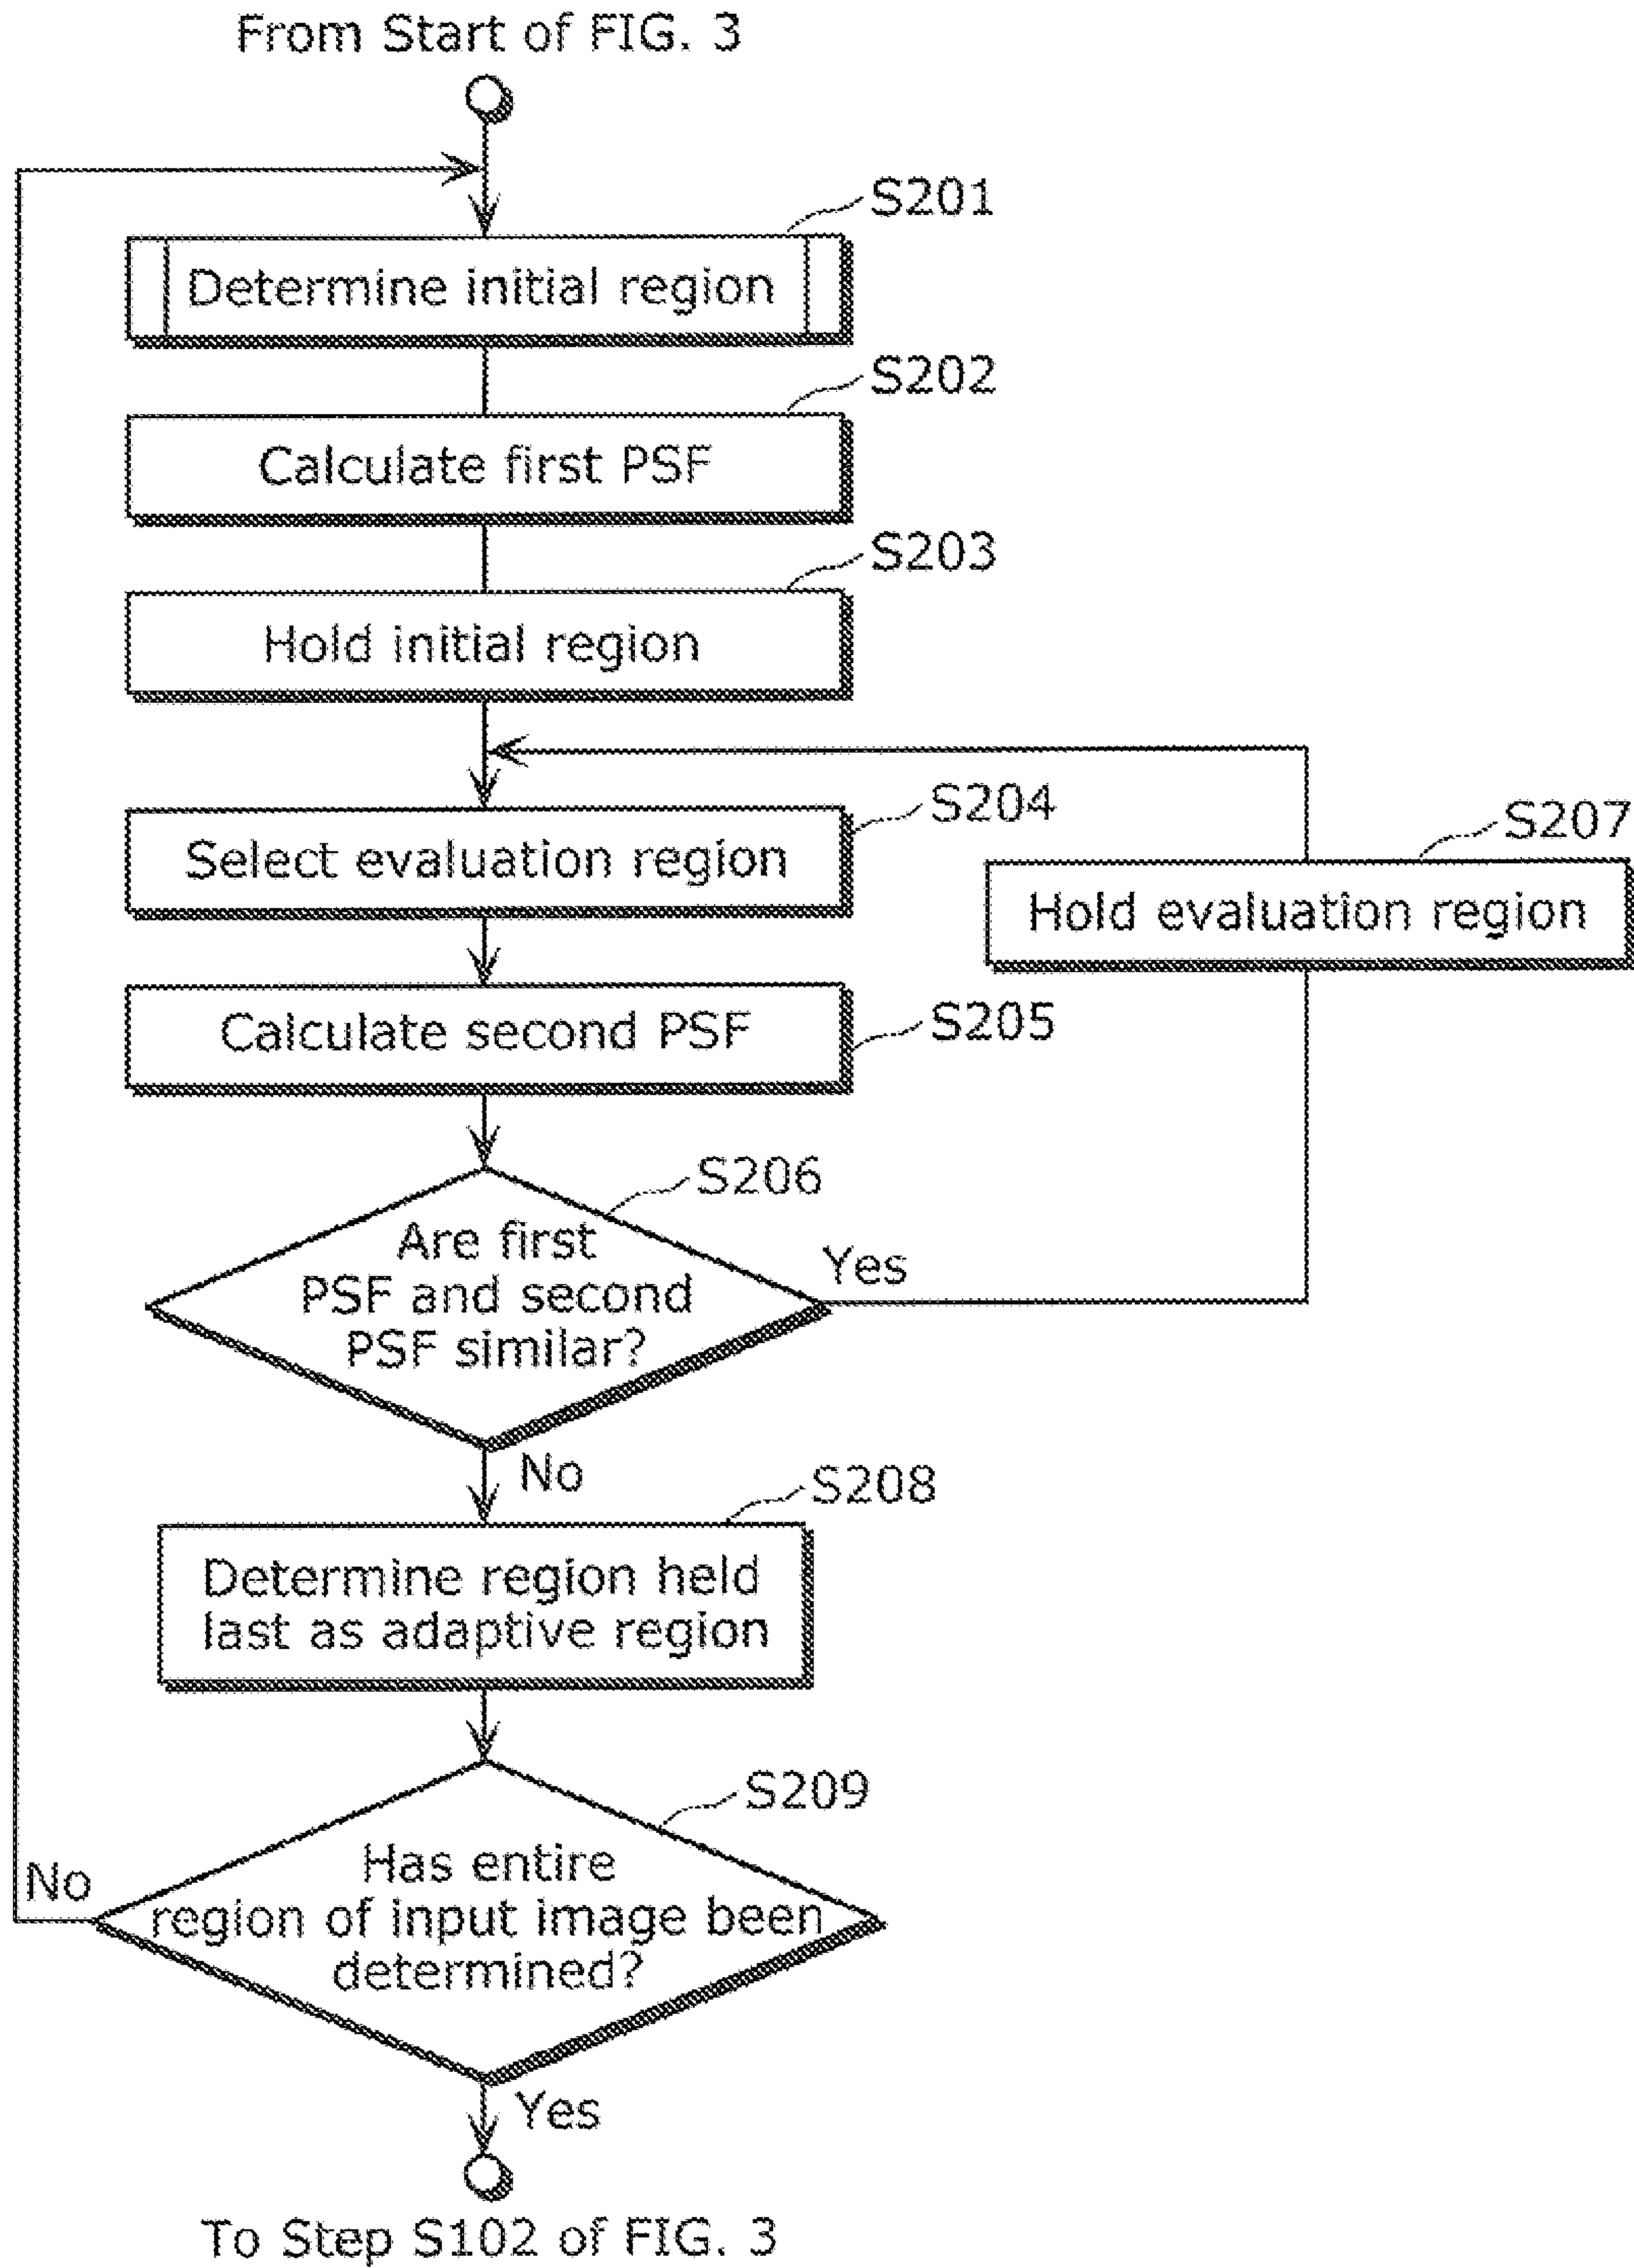 From Start of FIG. 3
S201
Determine initial region
S202
Calculate first PSF
S203
Hold initial region
S204
Select evaluation region
S207
Hold evaluation region
S205
Calculate second PSF
S206
Are first
PSF and second
PSF similar?
Yes
No
S208
Determine region held
last as adaptive region
S209
Has entire
region of input image been
determined?
No
Yes
To Step S102 of FIG. 3